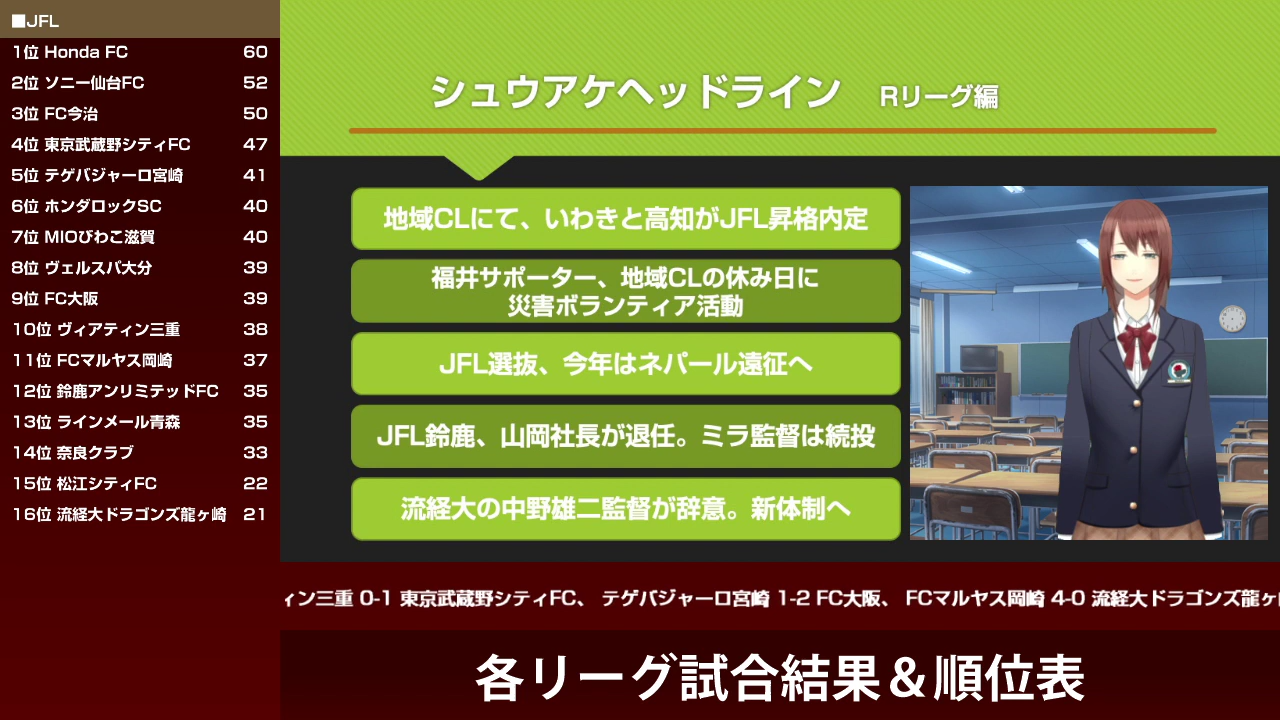 ■JFL
1位 Honda FC 60
2位 ソニー仙台FC 52
3位 FC今治 50
4位 東京武蔵野シティFC 47
5位 テゲバジャーロ宮崎 41
6位 ホンダロックSC 40
7位 MIOびわこ滋賀 40
8位 ヴェルスパ大分 39
9位 FC大阪 39
10位 ヴィアティン三重 38
11位 FCマルヤス岡崎 37
12位 鈴鹿アンリミテッドFC 35
13位 ラインメール青森 35
14位 奈良クラブ 33
15位 松江シティFC 22
16位 流経大ドラゴンズ龍ヶ崎 21
シュウアケヘッドライン Rリーグ編
地域CLにて、いわきと高知がJFL昇格内定
福井サポーター、地域CLの休み日に
災害ボランティア活動
JFL選抜、今年はネパール遠征へ
JFL鈴鹿、山岡社長が退任。ミラ監督は続投
流経大の中野雄二監督が辞意。新体制へ
ィン三重 0-1 東京武蔵野シティFC、 テゲバジャーロ宮崎 1-2 FC大阪、 FCマルヤス岡崎 4-0 流経大ドラゴンズ龍ヶ
各リーグ試合結果＆順位表